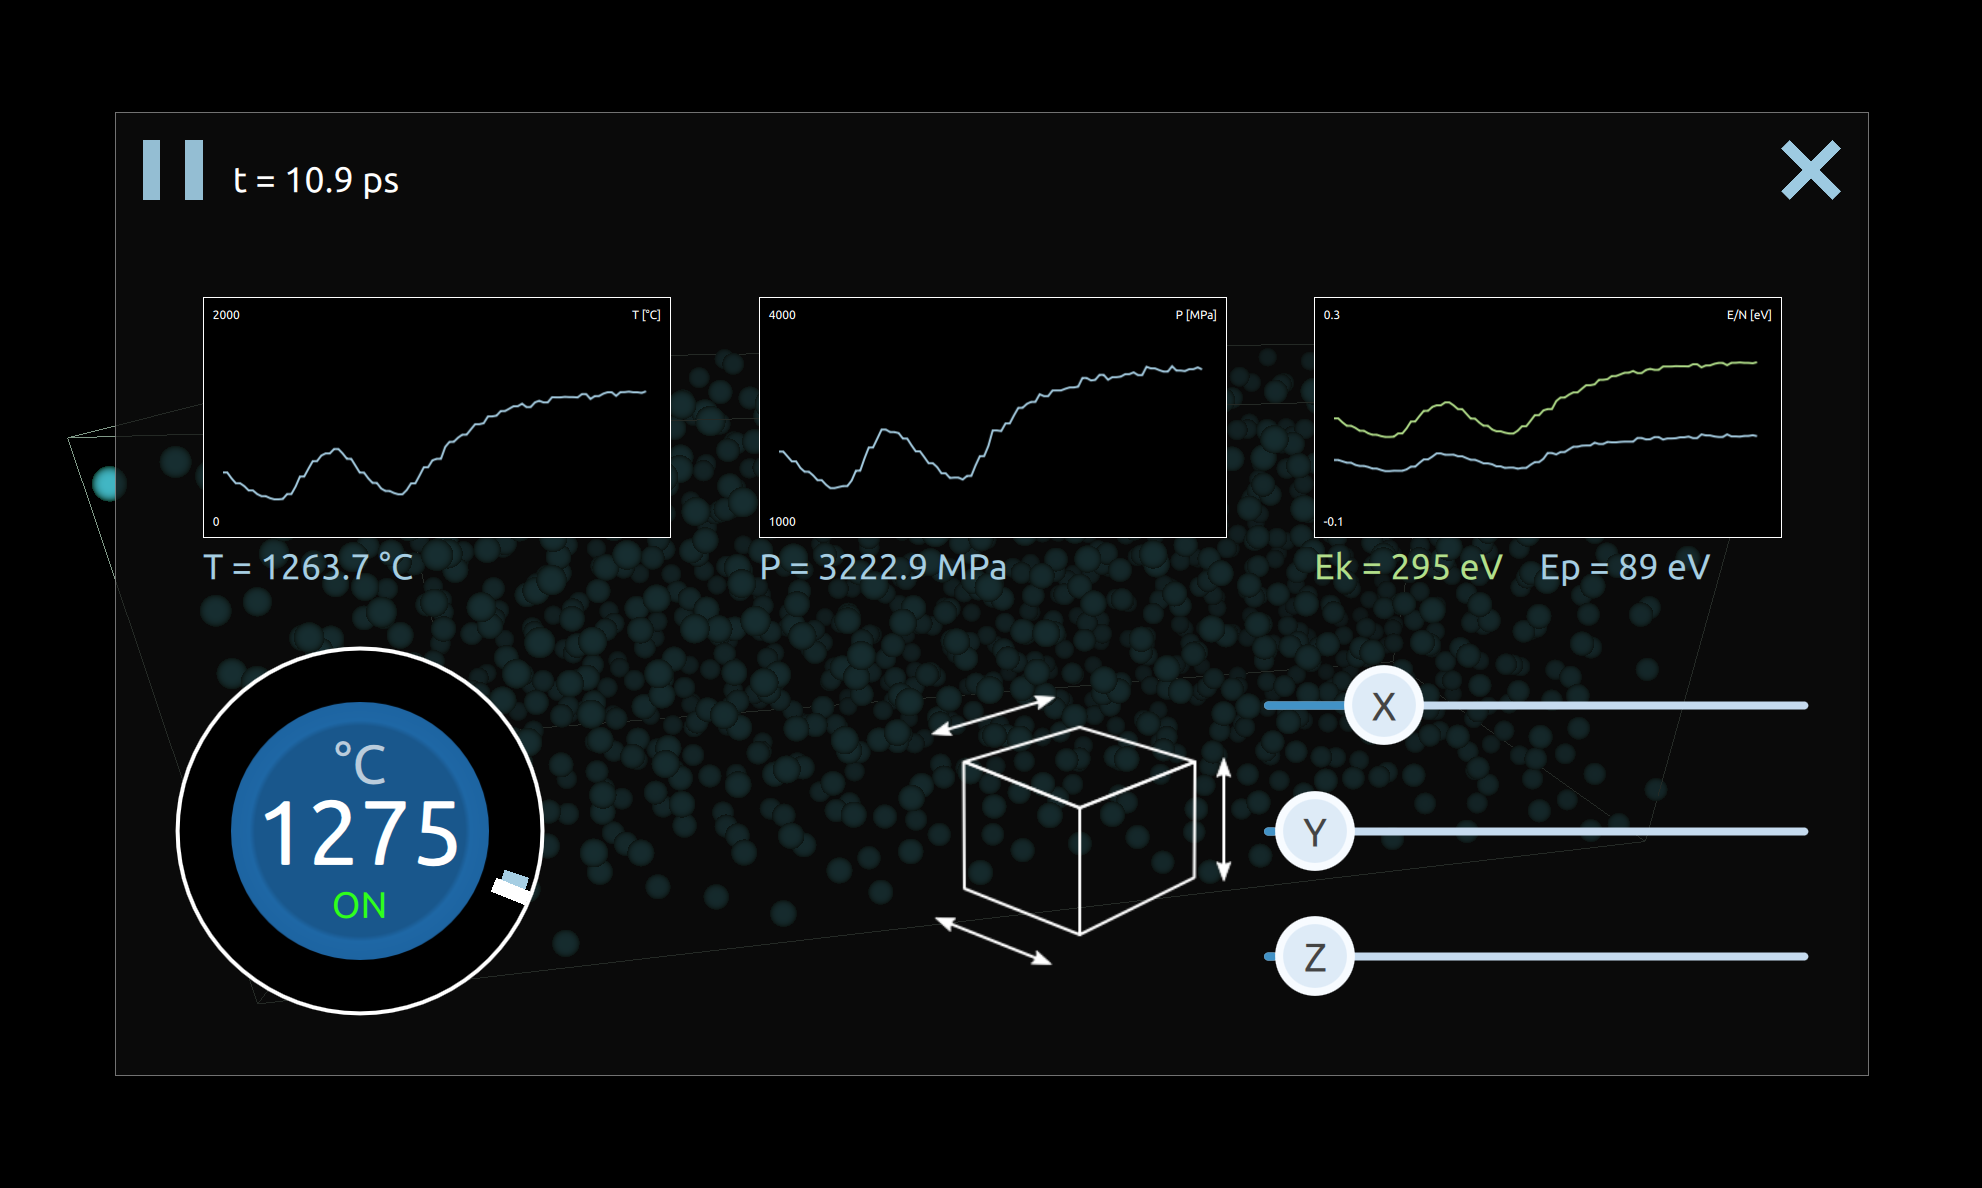 t = 10.9 ps
2000 T [°C]
0
T = 1263.7 °C
4000 P [MPa]
1000
P = 3222.9 MPa
0.3 E/N [eV]
-0.1
Ek = 295 eV Ep = 89 eV
°C
1275
ON
X
Y
Z